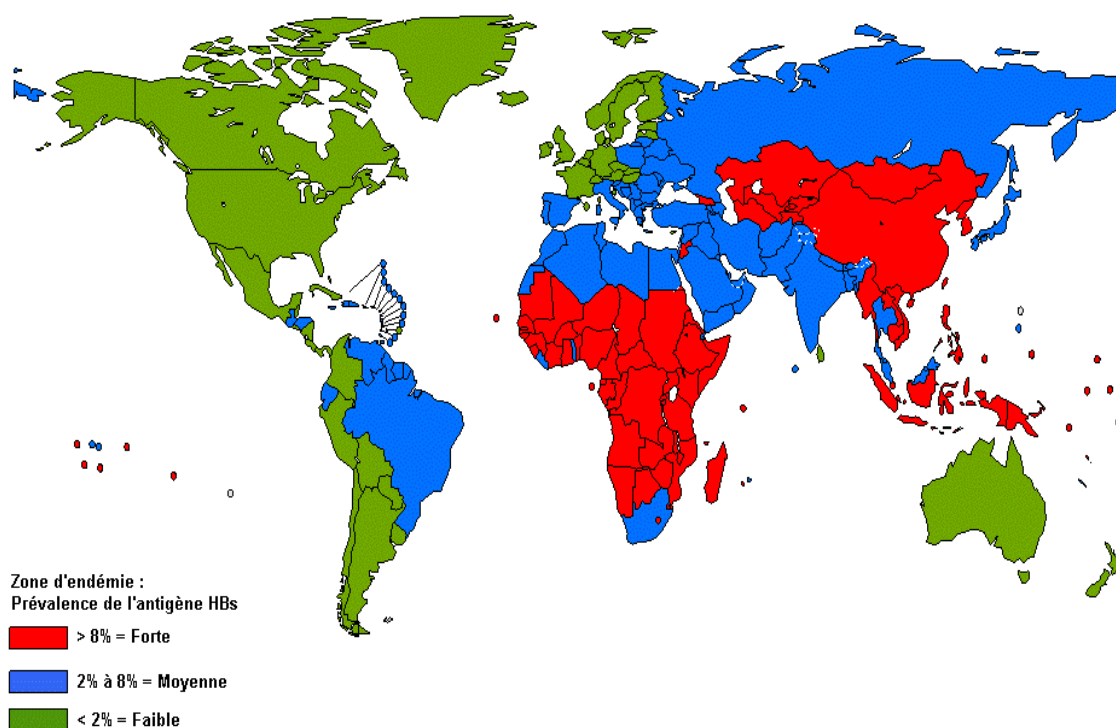 Zone d'endémie :
Prévalence de l'antigène HBs
> 8% = Forte
2% à 8% = Moyenne
< 2% = Faible